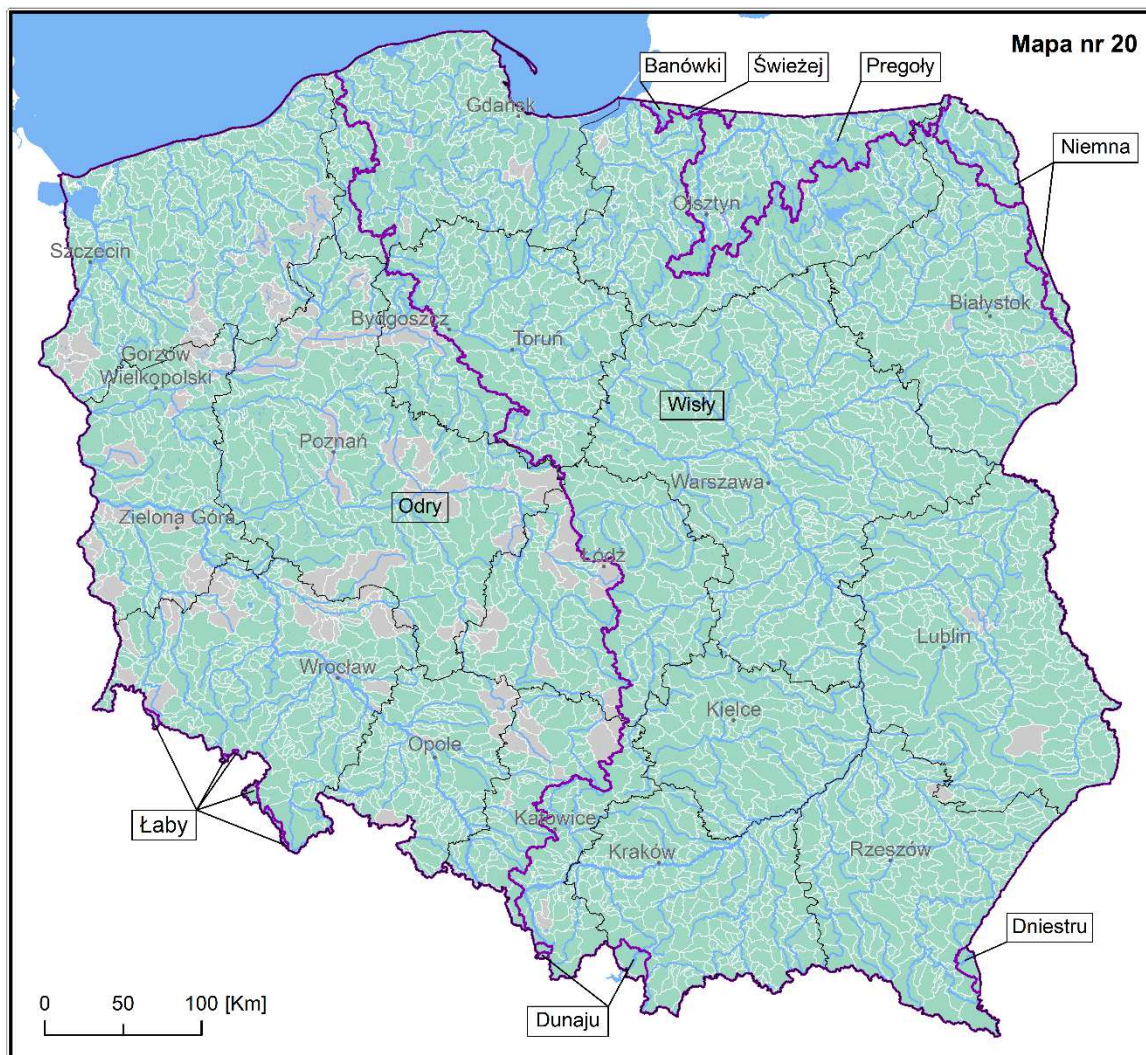 Mapa nr 20
Banówki
Świeżej
Pregoły
Gdańsk
Niemna
Olsztyn
Szczecin
Białystok
Bydgoszcz
Toruń
Gorzów
Wielkopolski
Wisły
Poznań
Warszawa
Odry
Zielona Góra
Łódź
Lublin
Wrocław
Kielce
Opole
Łaby
Katowice
Kraków
Rzeszów
Dniestru
0 50 100 [Km]
Dunaju